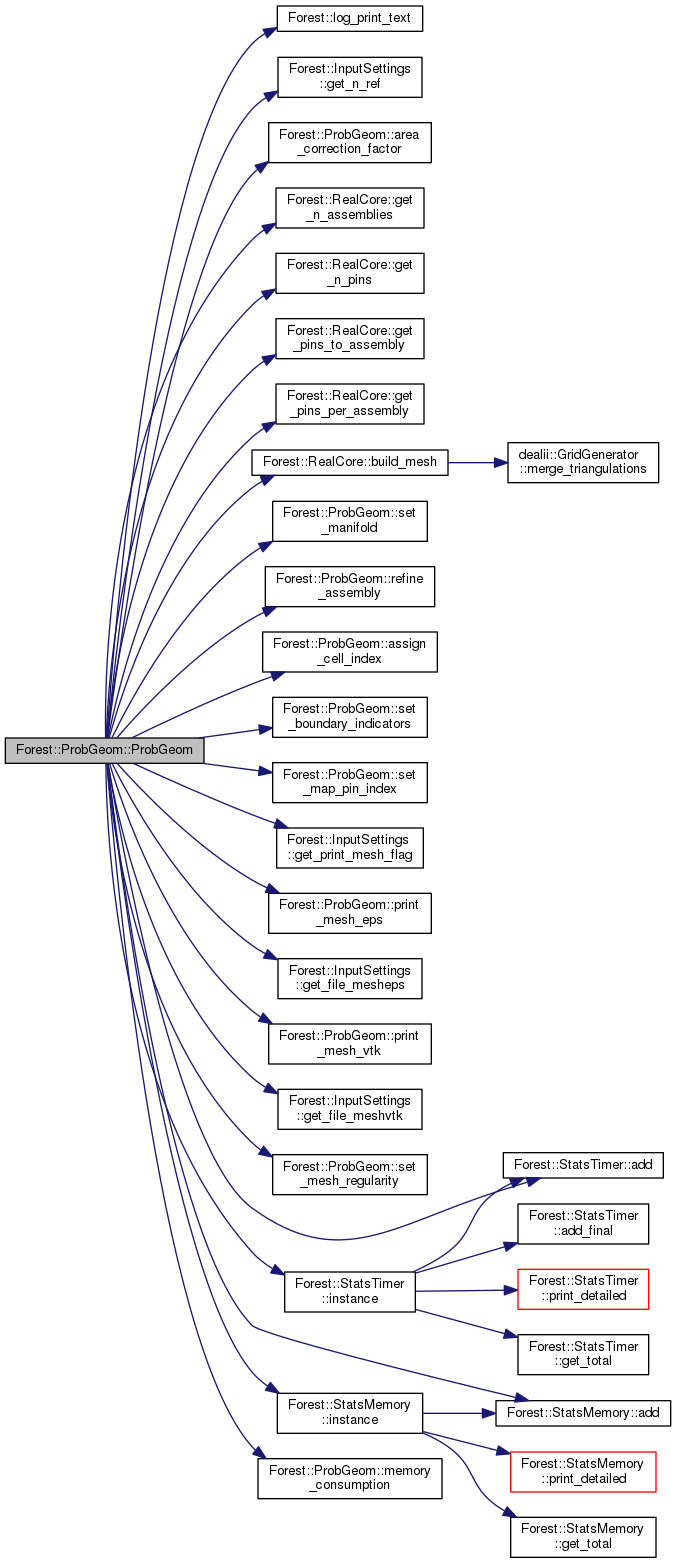 Forest::log_print_text
Forest::InputSettings
::get_n_ref
Forest::ProbGeom::area
_correction_factor
Forest::RealCore::get
_n_assemblies
Forest::RealCore::get
_n_pins
Forest::RealCore::get
_pins_to_assembly
Forest::RealCore::get
_pins_per_assembly
Forest::RealCore::build_mesh
dealii::GridGenerator
::merge_triangulations
Forest::ProbGeom::set
_manifold
Forest::ProbGeom::refine
_assembly
Forest::ProbGeom::assign
_cell_index
Forest::ProbGeom::set
_boundary_indicators
Forest::ProbGeom::ProbGeom
Forest::ProbGeom::set
_map_pin_index
Forest::InputSettings
::get_print_mesh_flag
Forest::ProbGeom::print
_mesh_eps
Forest::InputSettings
::get_file_mesheps
Forest::ProbGeom::print
_mesh_vtk
Forest::InputSettings
::get_file_meshvtk
Forest::ProbGeom::set
_mesh_regularity
Forest::StatsTimer::add
Forest::StatsTimer
::add_final
Forest::StatsTimer
::instance
Forest::StatsTimer
::print_detailed
Forest::StatsTimer
::get_total
Forest::StatsMemory
::instance
Forest::StatsMemory::add
Forest::StatsMemory
::print_detailed
Forest::ProbGeom::memory
_consumption
Forest::StatsMemory
::get_total